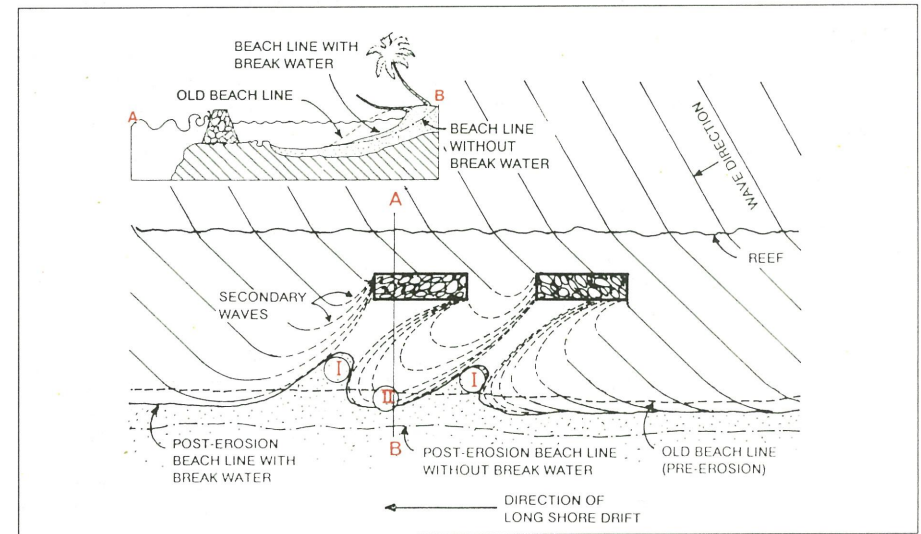 BEACH LINE WITH
BREAK WATER
OLD BEACH LINE
B
A
BEACH LINE
WITHOUT
BREAK WATER
WAVE DIRECTION
A
REEF
SECONDARY
WAVES
I
I
II
B
POST-EROSION
BEACH LINE WITH
BREAK WATER
POST-EROSION BEACH LINE
WITHOUT BREAK WATER
OLD BEACH LINE
(PRE-EROSION)
DIRECTION OF
LONG SHORE DRIFT